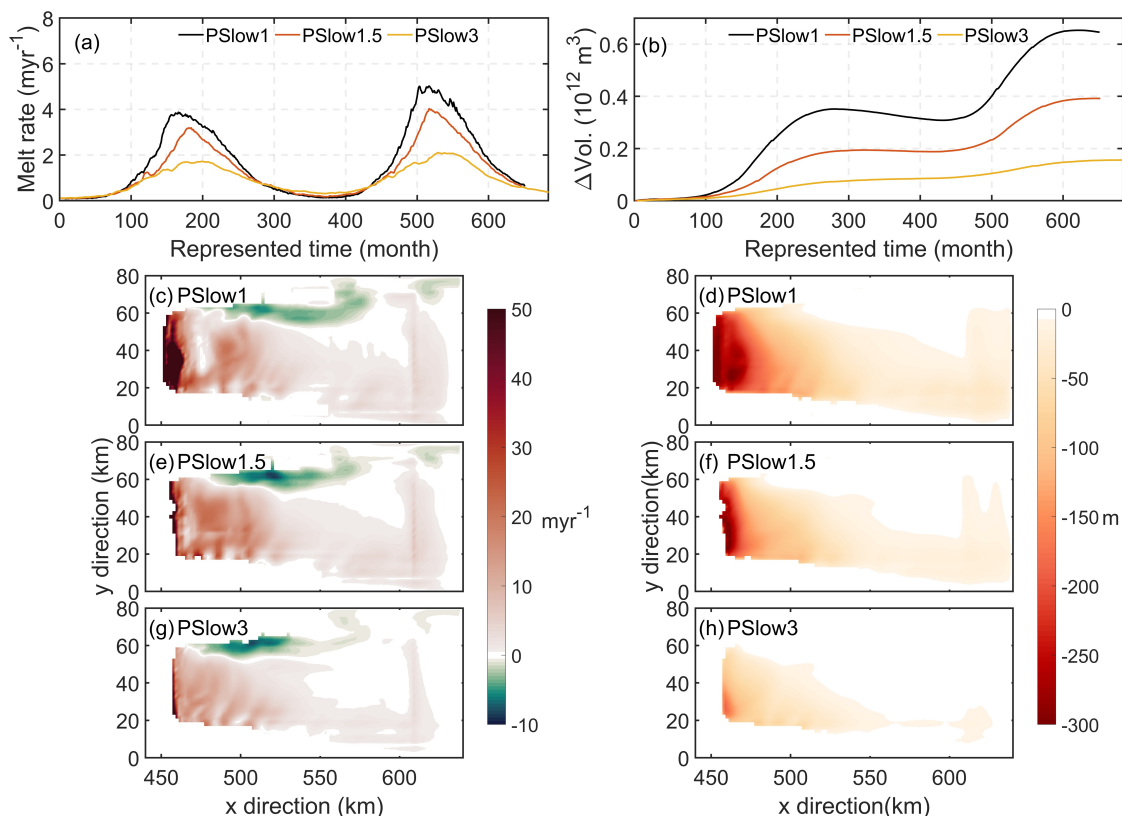 (a) PSlow1 PSlow1.5 PSlow3
Melt rate (myr-1)
8
6
4
2
0
0 100 200 300 400 500 600
Represented time (month)
(b) PSlow1 PSlow1.5 PSlow3
ΔVol. (10^12 m^3)
0.6
0.4
0.2
0
0 100 200 300 400 500 600
Represented time (month)
(c) PSlow1
80
60
40
20
0
(d) PSlow1
80
60
40
20
0
(e) PSlow1.5
y direction (km)
80
60
40
20
0
(f) PSlow1.5
y direction(km)
80
60
40
20
0
(g) PSlow3
80
60
40
20
0
450 500 550 600
x direction (km)
(h) PSlow3
80
60
40
20
0
450 500 550 600
x direction(km)
50
40
30
20
10
0
-10
myr-1
0
-50
-100
-150
-200
-250
-300
m